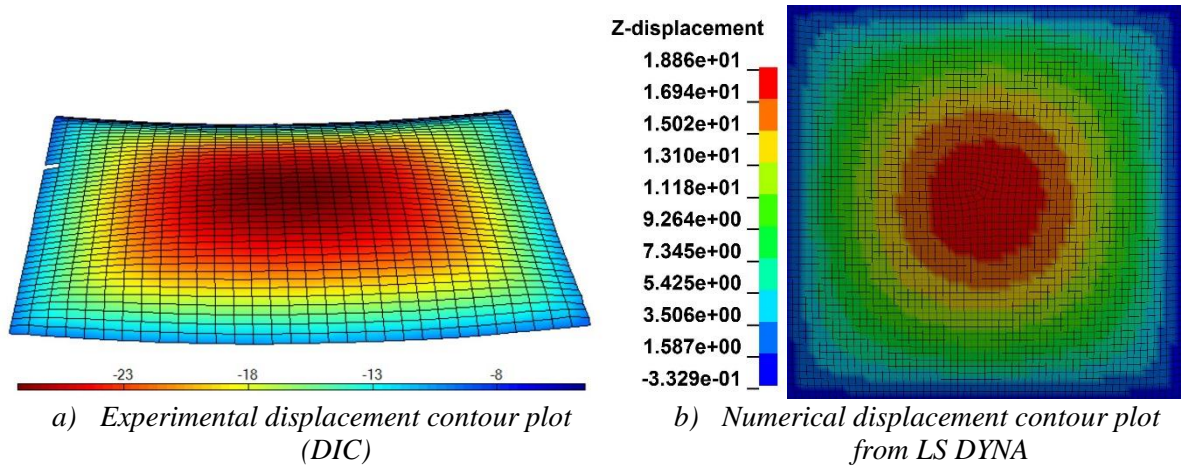 Z-displacement
1.886e+01
1.694e+01
1.502e+01
1.310e+01
1.118e+01
9.264e+00
7.345e+00
5.425e+00
3.506e+00
1.587e+00
-3.329e-01
-23 -18 -13 -8
a) Experimental displacement contour plot
(DIC)
b) Numerical displacement contour plot
from LS DYNA